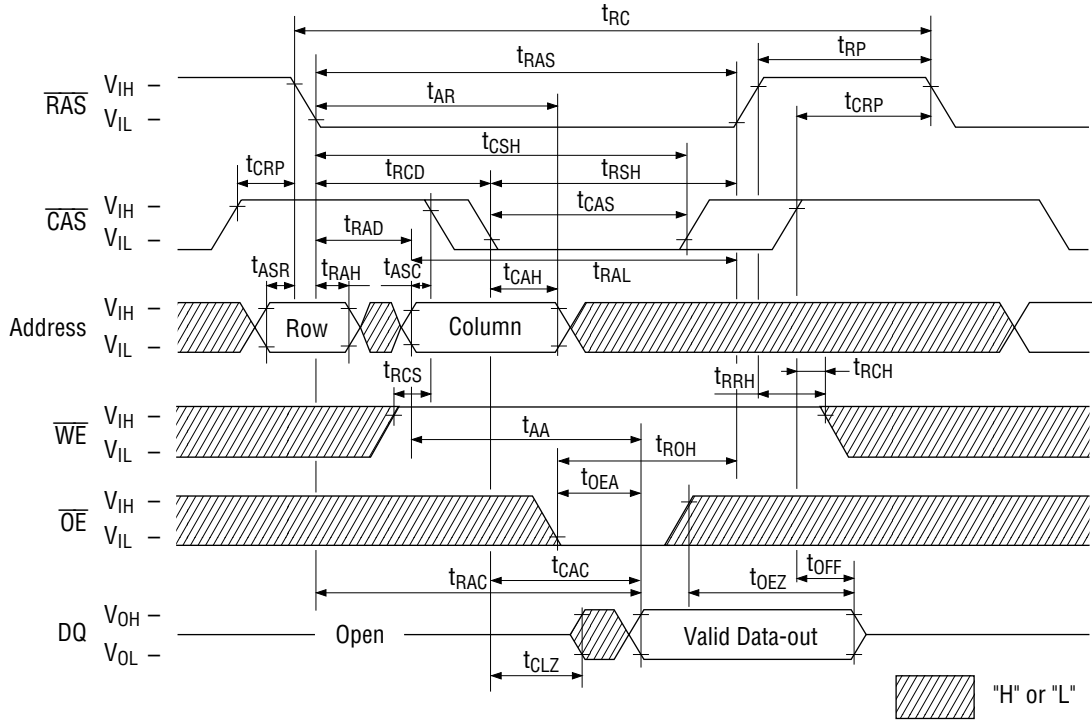 tRC
tRP
tRAS
RAS
VIH
VIL
tAR
tCRP
tCSH
tCRP
tRCD
tRSH
CAS
VIH
VIL
tCAS
tRAD
tRAL
tASR
tRAH
tASC
tCAH
Address
VIH
VIL
Row
Column
tRCS
tRRH
tRCH
WE
VIH
VIL
tAA
tROH
tOEA
OE
VIH
VIL
tCAC
tRAC
tOEZ
tOFF
DQ
VOH
VOL
Open
Valid Data-out
tCLZ
"H" or "L"